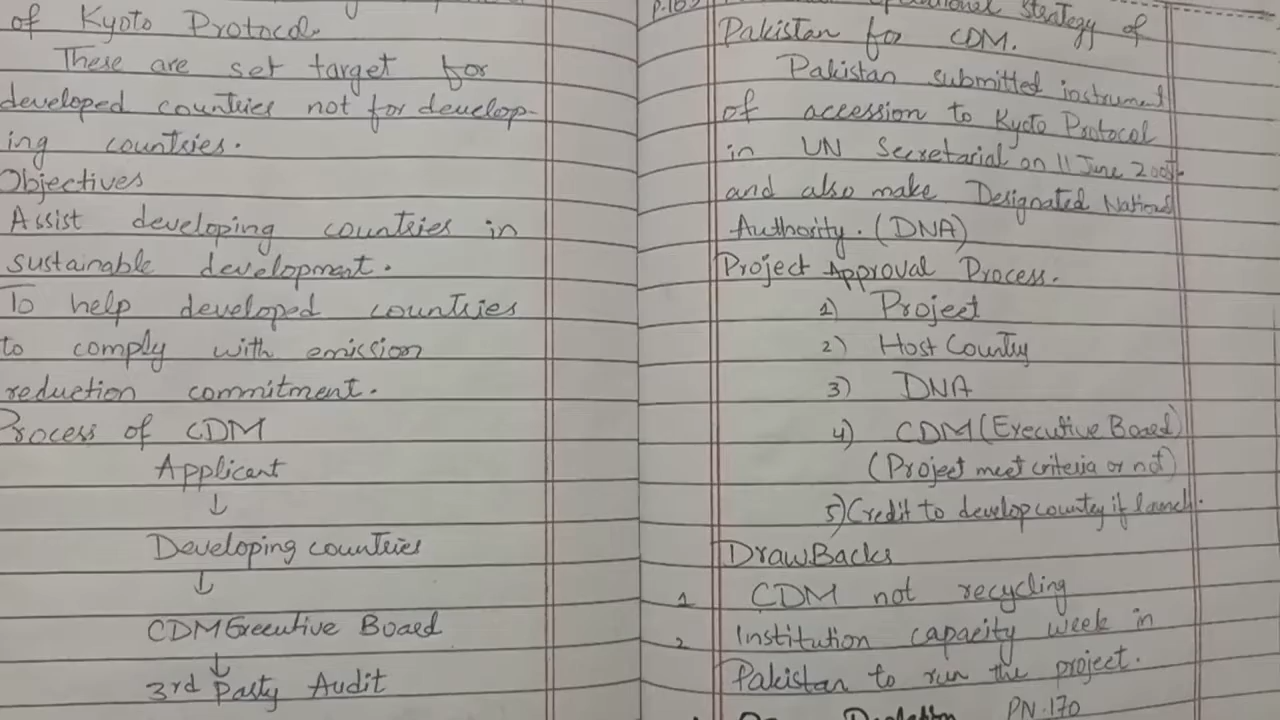 of Kyoto Protocol.
These are set target for
developed countries not for develop-
ing countries.
Objectives
Assist developing countries in
sustainable development.
To help developed countries
to comply with emission
reduction commitment.
Process of CDM
Applicant
↓
Developing countries
↓
CDM Executive Board
↓
3rd Party Audit
strategy of
Pakistan for CDM.
Pakistan submitted instrument
of accession to Kyoto Protocol
in UN Secretarial on 11 June 2005.
and also make Designated National
Authority. (DNA)
Project Approval Process.
1) Project
2) Host Country
3) DNA
4) CDM (Executive Board)
(Project meet criteria or not)
5) Credit to develop country if launch.
DrawBacks
1 CDM not recycling
2 Institution capacity week in
Pakistan to run the project.
PN.170